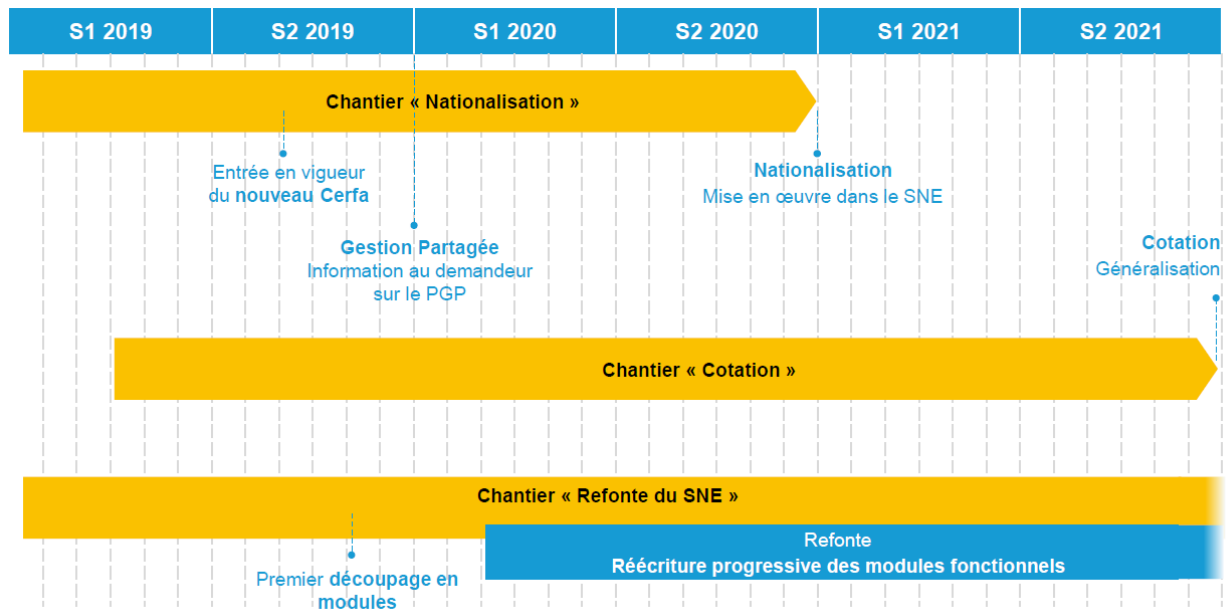 S1 2019 S2 2019 S1 2020 S2 2020 S1 2021 S2 2021
Chantier « Nationalisation »
Entrée en vigueur
du nouveau Cerfa
Nationalisation
Mise en œuvre dans le SNE
Gestion Partagée
Information au demandeur
sur le PGP
Cotation
Généralisation
Chantier « Cotation »
Chantier « Refonte du SNE »
Refonte
Réécriture progressive des modules fonctionnels
Premier découpage en
modules